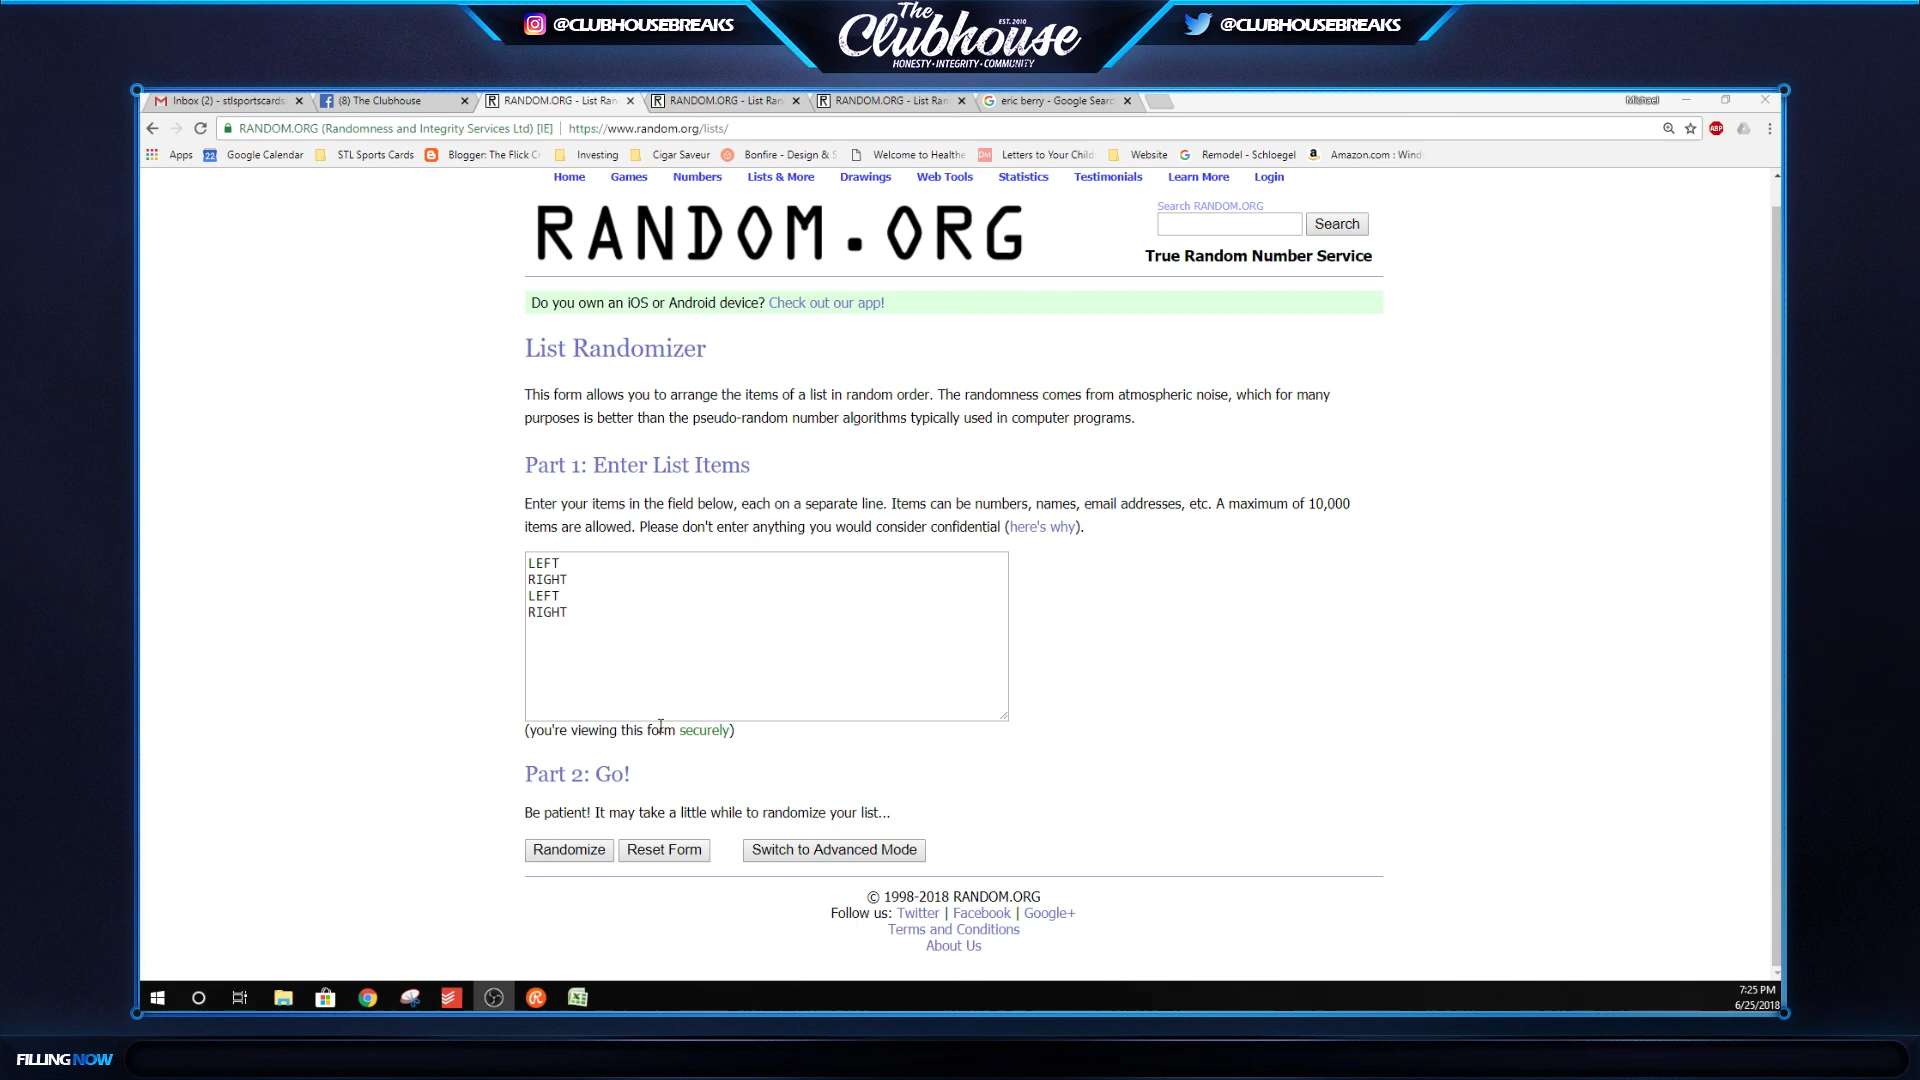 @CLUBHOUSEBREAKS
The Clubhouse
EST. 2010
HONESTY • INTEGRITY • COMMUNITY
@CLUBHOUSEBREAKS
Inbox (2) - stlsportscards
(8) The Clubhouse
RANDOM.ORG - List Ran
RANDOM.ORG - List Ran
RANDOM.ORG - List Ran
eric berry - Google Searc
Michael
RANDOM.ORG (Randomness and Integrity Services Ltd) [IE] | https://www.random.org/lists/
ABP
Apps
22 Google Calendar
STL Sports Cards
Blogger: The Flick Cr
Investing
Cigar Saveur
Bonfire - Design & S
Welcome to Healthe
DM Letters to Your Child
Website
Remodel - Schloegel
Amazon.com : Wind
Home Games Numbers Lists & More Drawings Web Tools Statistics Testimonials Learn More Login
RANDOM.ORG
Search RANDOM.ORG
Search
True Random Number Service
Do you own an iOS or Android device? Check out our app!
List Randomizer
This form allows you to arrange the items of a list in random order. The randomness comes from atmospheric noise, which for many
purposes is better than the pseudo-random number algorithms typically used in computer programs.
Part 1: Enter List Items
Enter your items in the field below, each on a separate line. Items can be numbers, names, email addresses, etc. A maximum of 10,000
items are allowed. Please don't enter anything you would consider confidential (here's why).
LEFT
RIGHT
LEFT
RIGHT
(you're viewing this form securely)
Part 2: Go!
Be patient! It may take a little while to randomize your list...
Randomize Reset Form Switch to Advanced Mode
© 1998-2018 RANDOM.ORG
Follow us: Twitter | Facebook | Google+
Terms and Conditions
About Us
7:25 PM
6/25/2018
FILLING NOW